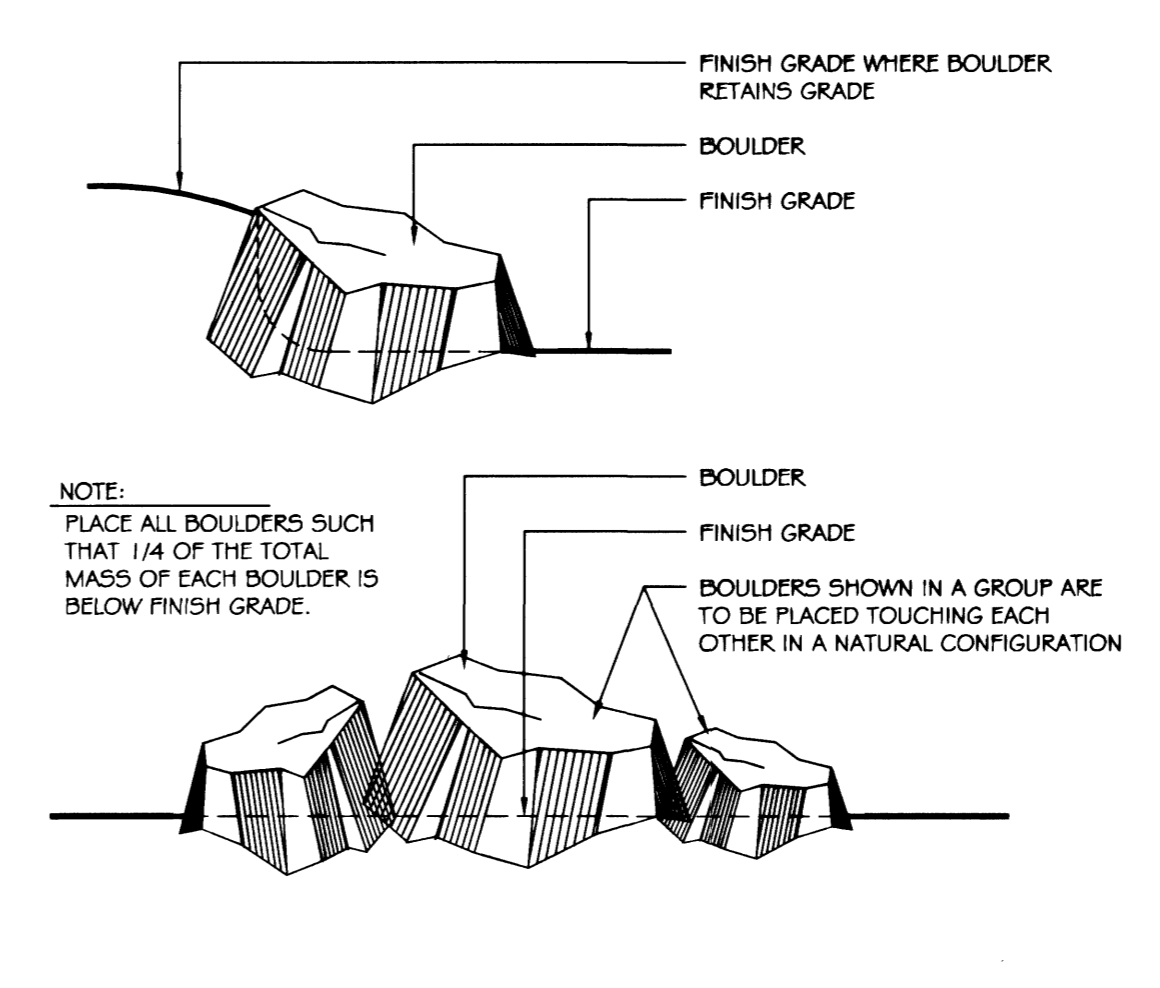 FINISH GRADE WHERE BOULDER
RETAINS GRADE
BOULDER
FINISH GRADE
BOULDER
NOTE:
PLACE ALL BOULDERS SUCH
THAT 1/4 OF THE TOTAL
MASS OF EACH BOULDER IS
BELOW FINISH GRADE.
FINISH GRADE
BOULDERS SHOWN IN A GROUP ARE
TO BE PLACED TOUCHING EACH
OTHER IN A NATURAL CONFIGURATION